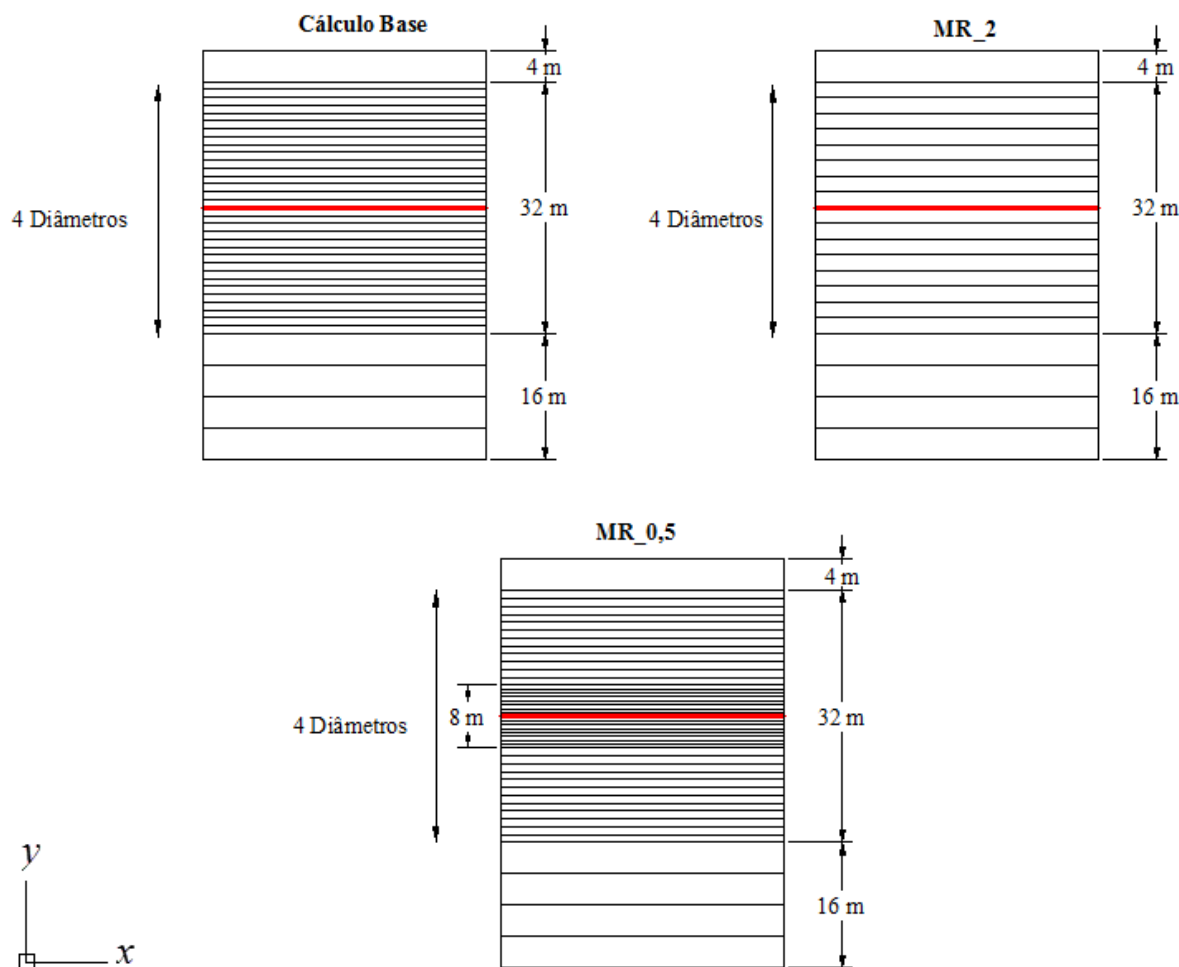 Cálculo Base
MR_2
4 m
4 m
4 Diâmetros
32 m
4 Diâmetros
32 m
16 m
16 m
MR_0,5
4 m
8 m
4 Diâmetros
32 m
16 m
y
x